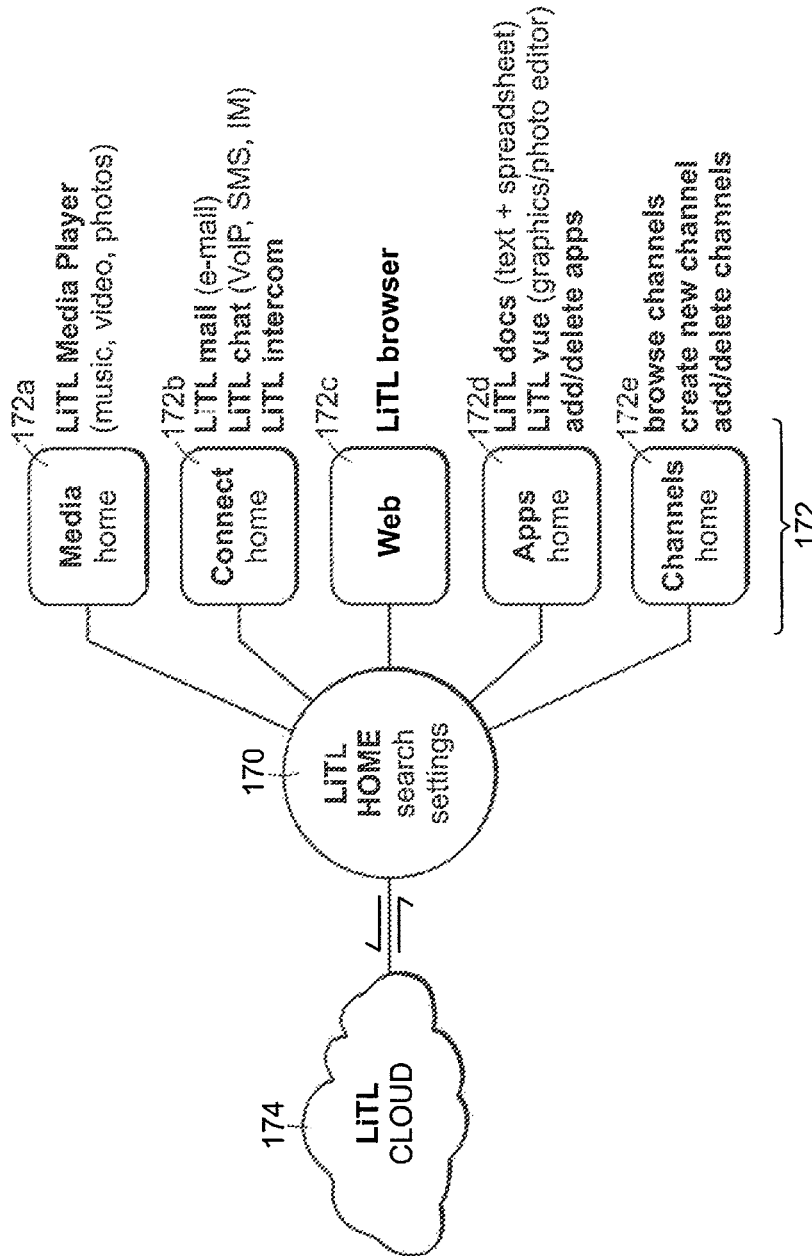 174
LiTL
CLOUD
170
LiTL
HOME
search
settings
172a
Media
home
LiTL Media Player
(music, video, photos)
172b
Connect
home
LiTL mail (e-mail)
LiTL chat (VoIP, SMS, IM)
LiTL intercom
172c
Web
LiTL browser
172d
Apps
home
LiTL docs (text + spreadsheet)
LiTL vue (graphics/photo editor)
add/delete apps
172e
Channels
home
browse channels
create new channel
add/delete channels
172